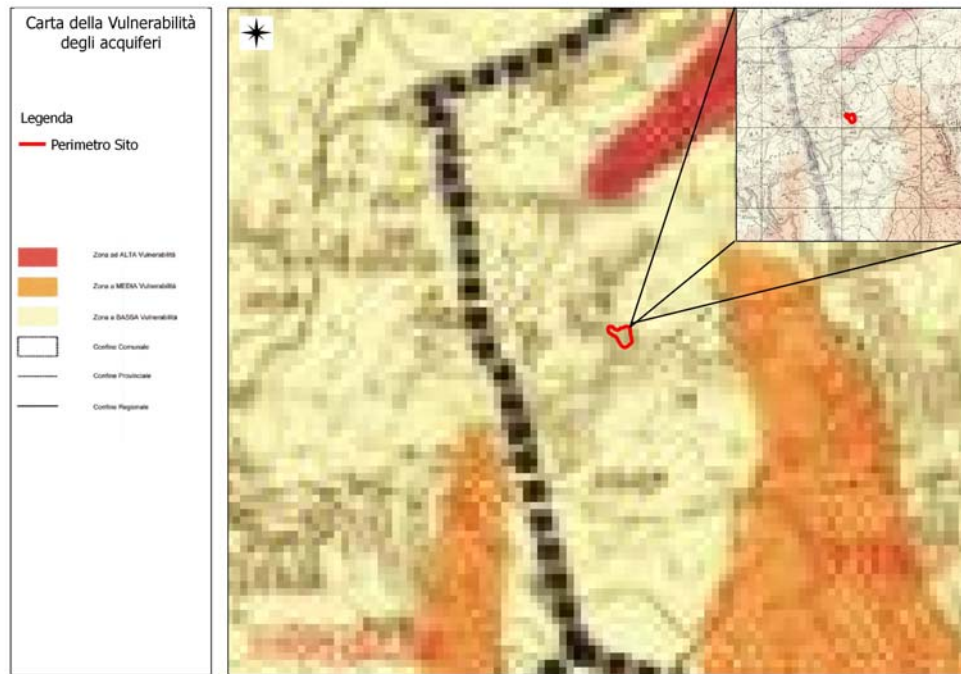 Carta della Vulnerabilità
degli acquiferi
Legenda
Perimetro Sito
Zona ad ALTA Vulnerabilità
Zona a MEDIA Vulnerabilità
Zona a BASSA Vulnerabilità
Confine Comunale
Confine Provinciale
Confine Regionale